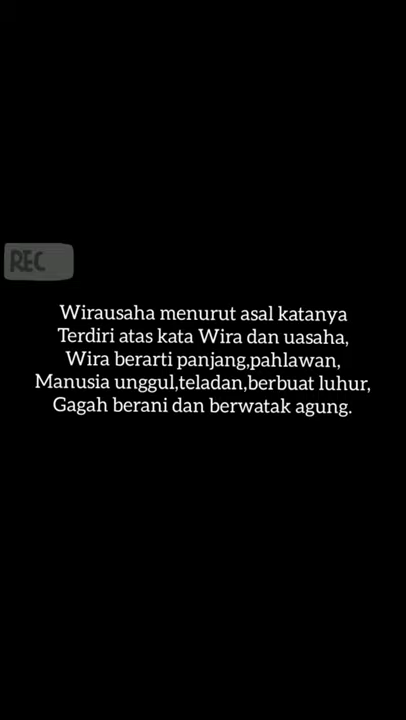 REC
Wirausaha menurut asal katanya
Terdiri atas kata Wira dan uasaha,
Wira berarti panjang,pahlawan,
Manusia unggul,teladan,berbuat luhur,
Gagah berani dan berwatak agung.